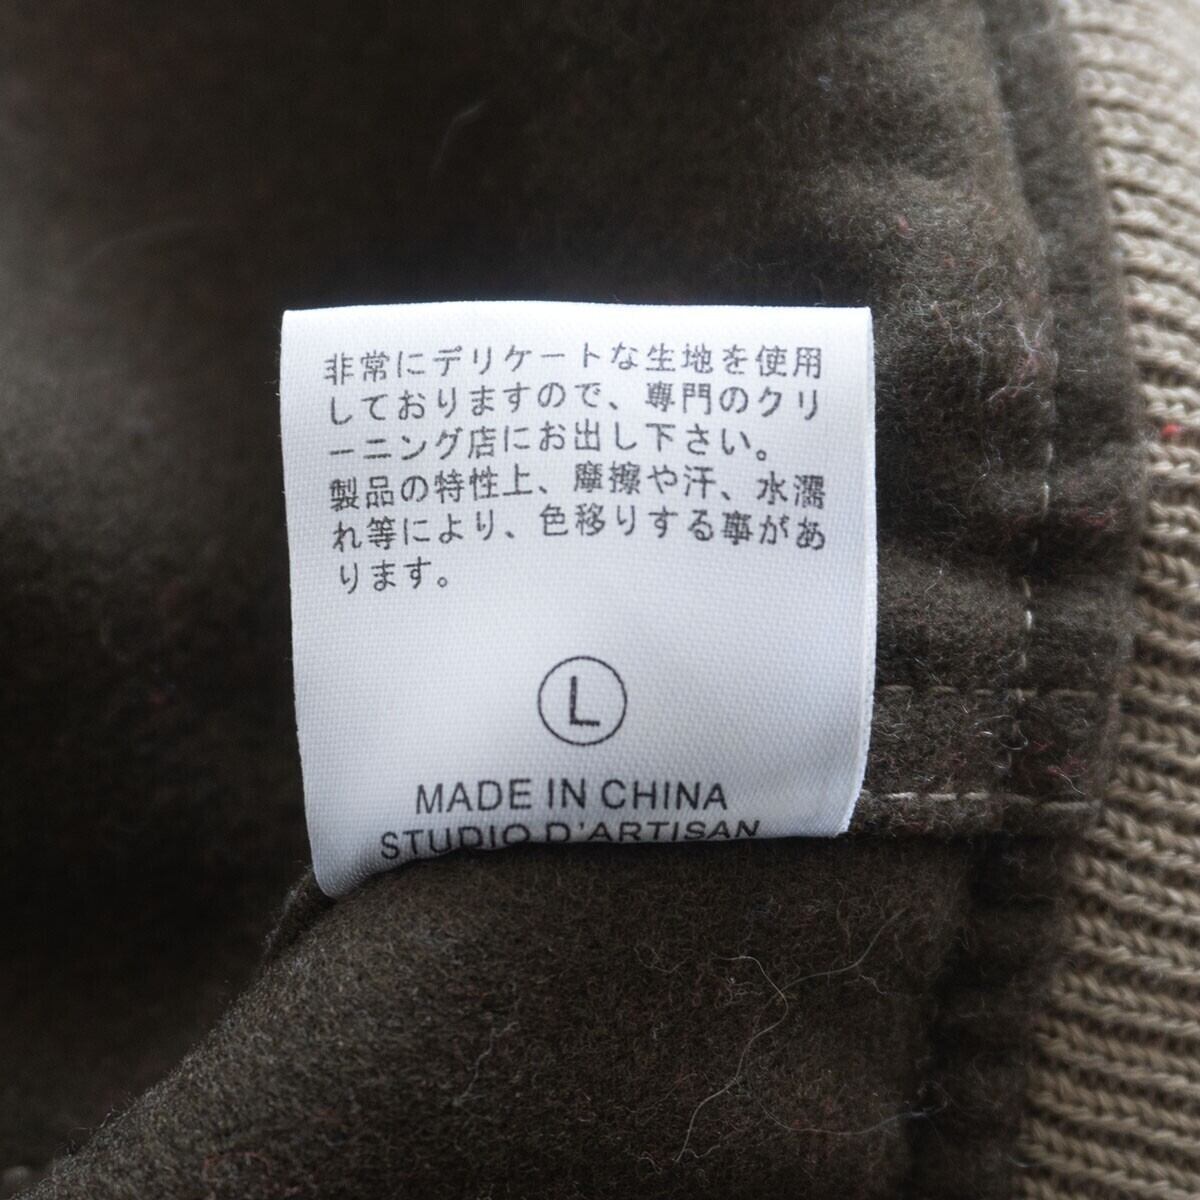 非常にデリケートな生地を使用
しておりますので、専門のクリ
ーニング店にお出し下さい。
製品の特性上、摩擦や汗、水濡
れ等により、色移りする事があ
ります。
L
MADE IN CHINA
STUDIO D'ARTISAN